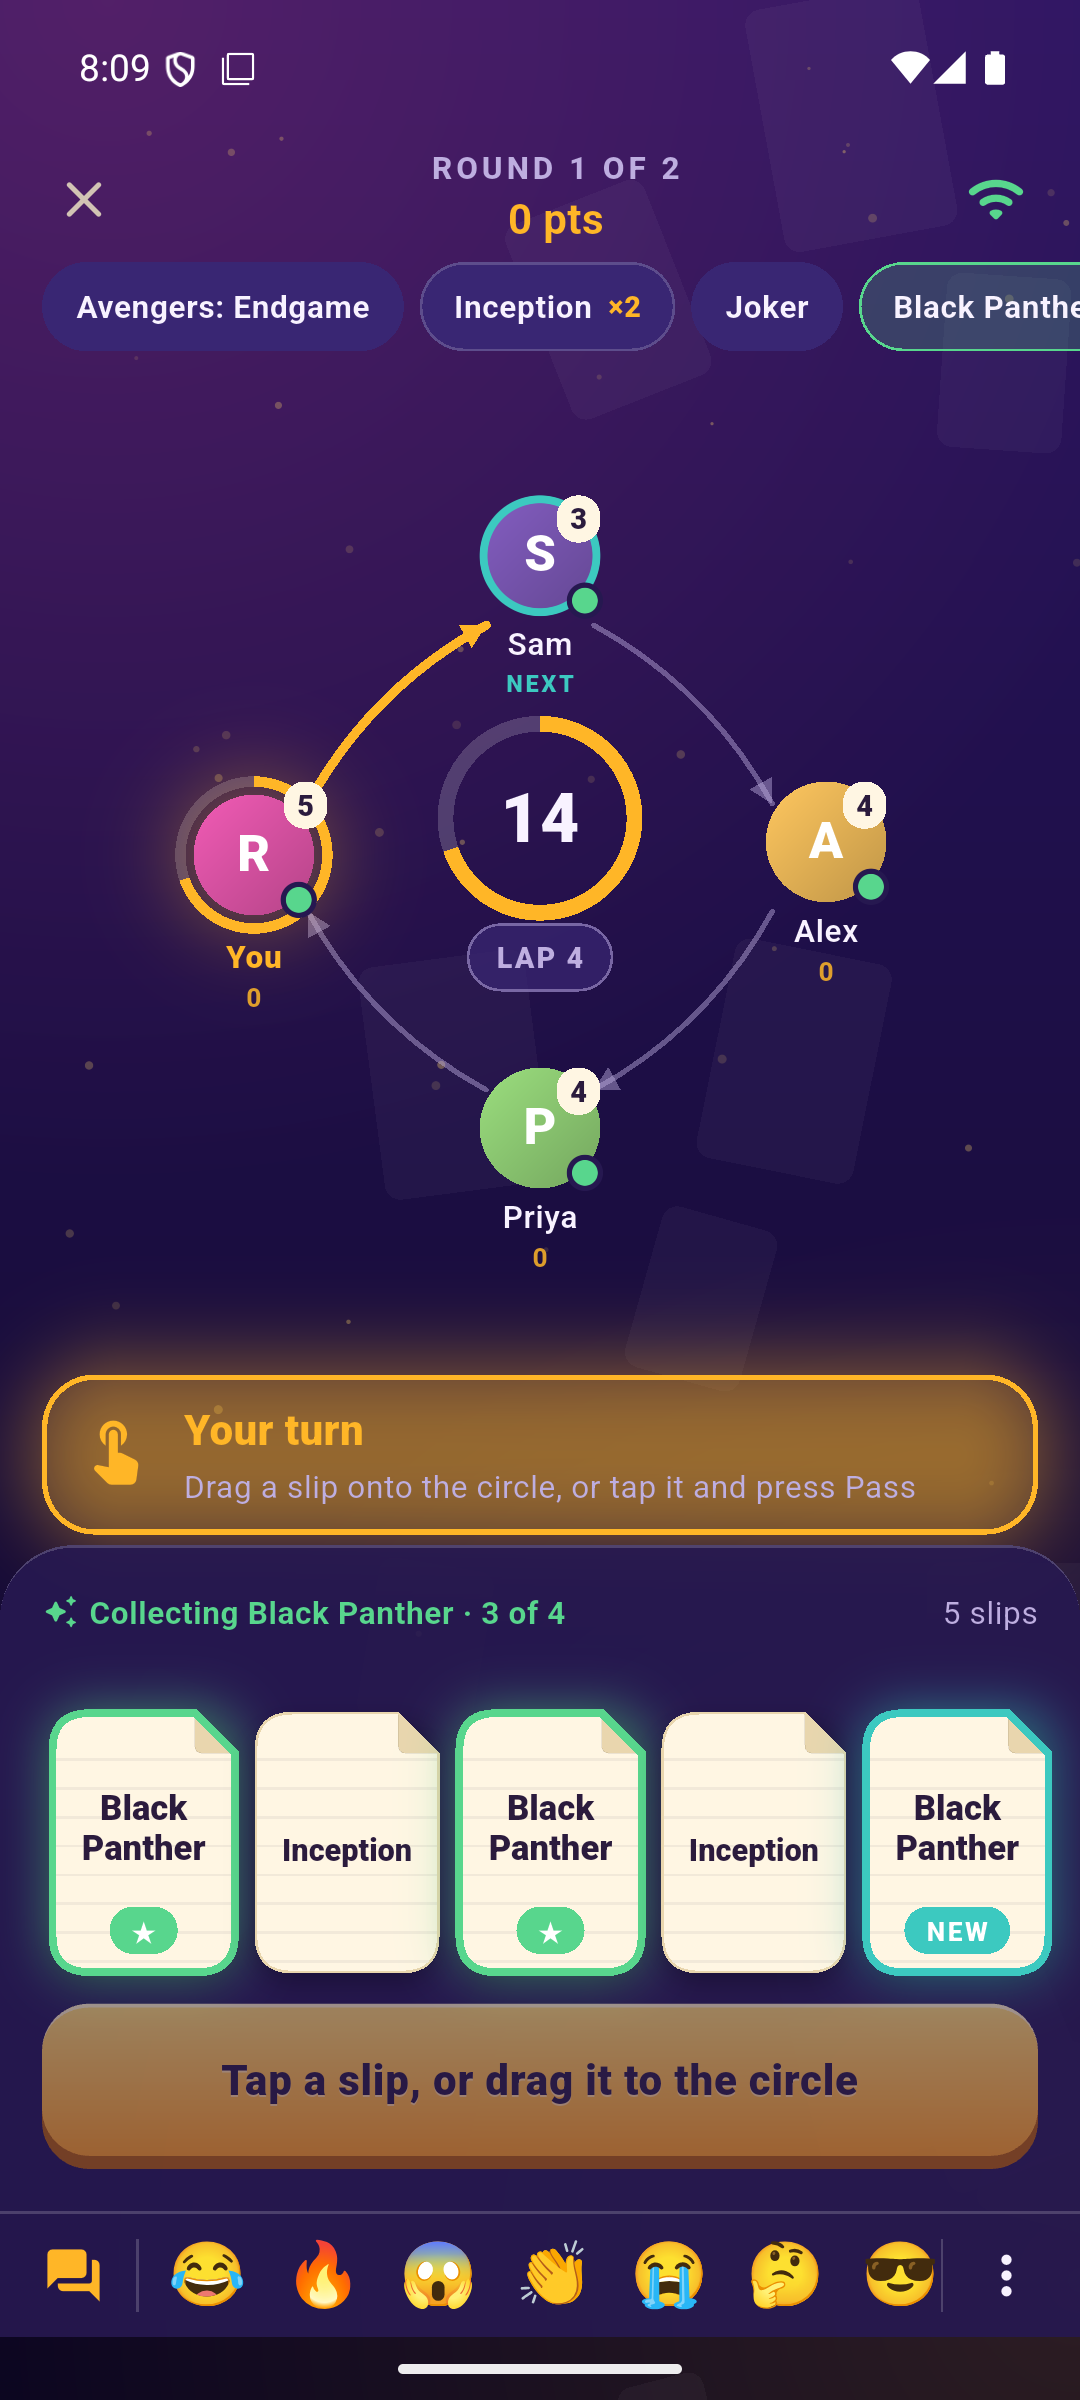 8:09
ROUND 1 OF 2
0 pts
Avengers: Endgame
Inception ×2
Joker
Black Panthe
3
S
Sam
NEXT
5
R
You
0
14
LAP 4
4
A
Alex
0
4
P
Priya
0
Your turn
Drag a slip onto the circle, or tap it and press Pass
Collecting Black Panther · 3 of 4
5 slips
Black
Panther
★
Inception
Black
Panther
★
Inception
Black
Panther
NEW
Tap a slip, or drag it to the circle